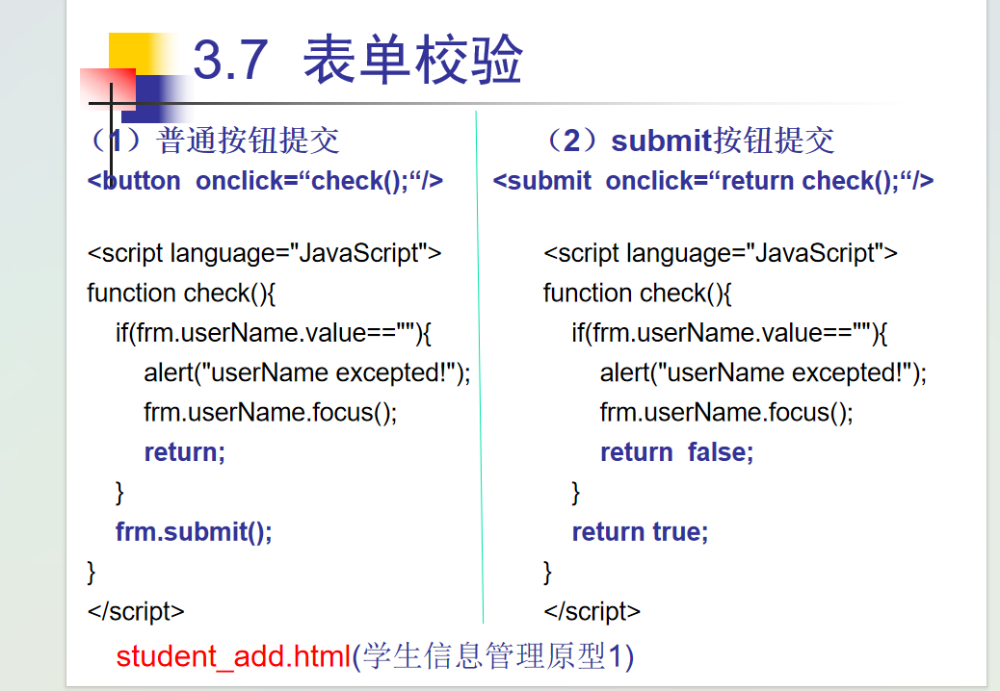 3.7 表单校验
（1）普通按钮提交
<button  onclick=“check();“/>
<script language="JavaScript">
function check(){
if(frm.userName.value==""){
alert("userName excepted!");
frm.userName.focus();
return;
}
frm.submit();
}
</script>
（2）submit按钮提交
<submit  onclick=“return check();“/>
<script language="JavaScript">
function check(){
if(frm.userName.value==""){
alert("userName excepted!");
frm.userName.focus();
return  false;
}
return true;
}
</script>
student_add.html(学生信息管理原型1)